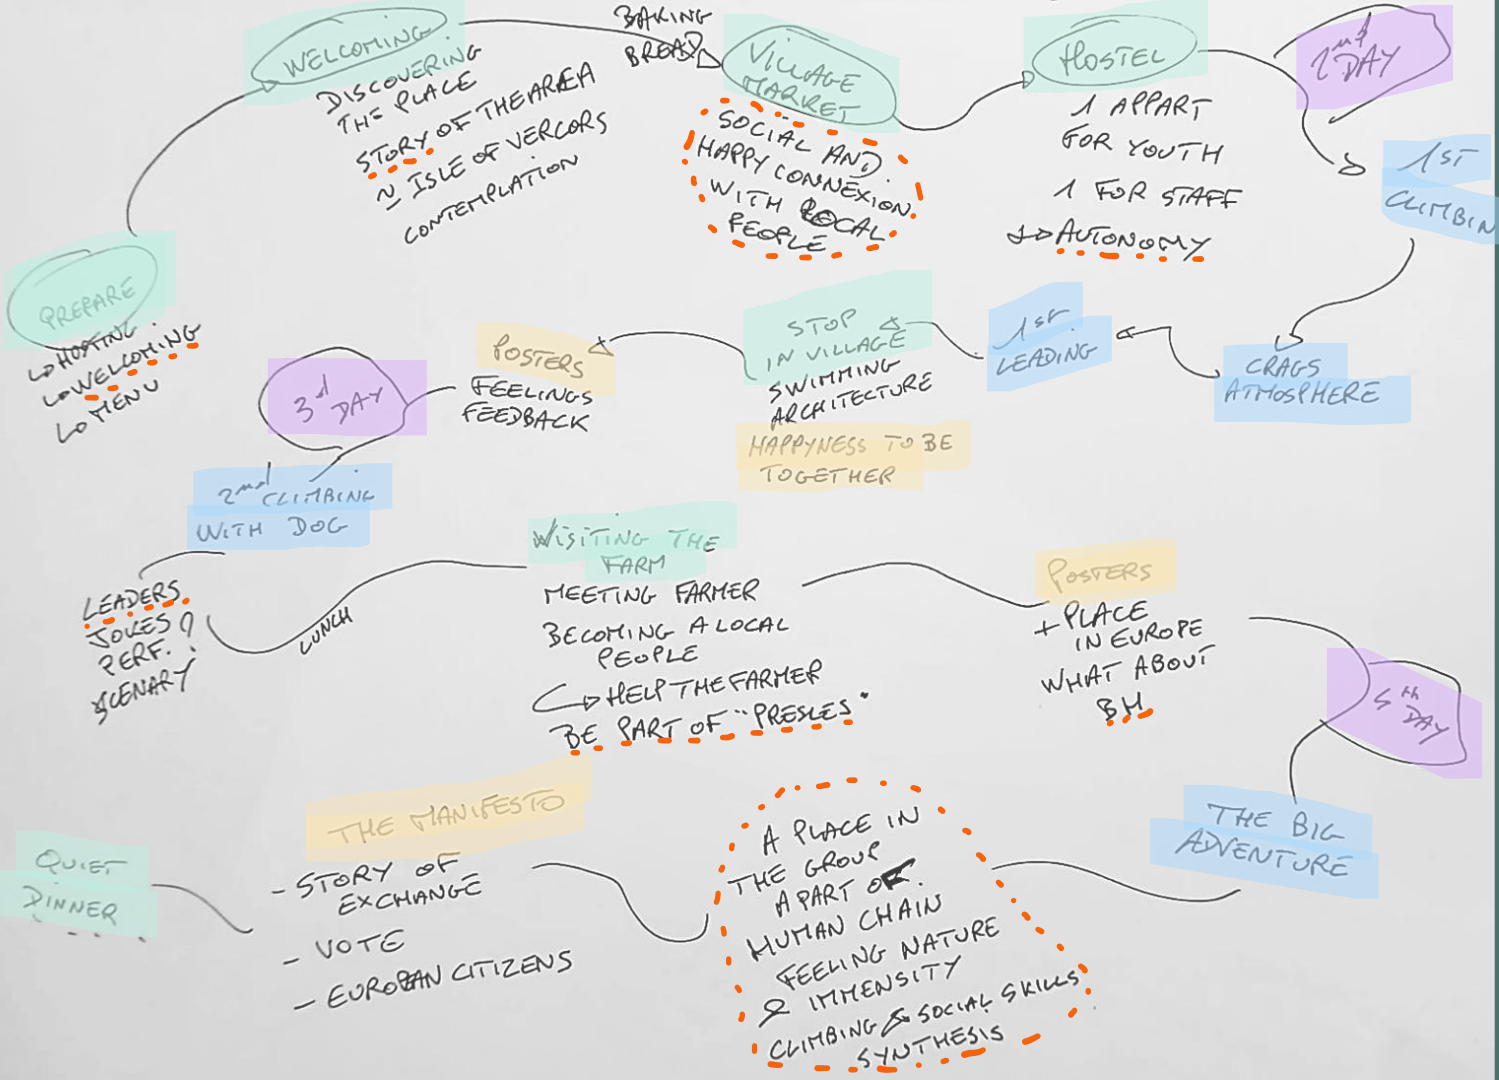 PREPARE
↳ HOSTING
↳ WELCOMING
↳ MENU
WELCOMING
DISCOVERING
THE PLACE
STORY OF THE AREA
~ ISLE OF VERCORS
CONTEMPLATION
BAKING
BREAD
VILLAGE
MARKET
SOCIAL AND
HAPPY CONNEXION
WITH LOCAL
PEOPLE
HOSTEL
1 APPART
FOR YOUTH
1 FOR STAFF
↳ AUTONOMY
2nd
DAY
1ST
CLIMBIN
CRAGS
ATMOSPHERE
1ST
LEADING
STOP
IN VILLAGE
SWIMMING
ARCHITECTURE
HAPPYNESS TO BE
TOGETHER
POSTERS
FEELINGS
FEEDBACK
3rd
DAY
2nd CLIMBING
WITH DOG
LEADERS
JOKES ?
PERF.
SCENARY
LUNCH
VISITING THE
FARM
MEETING FARMER
BECOMING A LOCAL
PEOPLE
↳ HELP THE FARMER
BE PART OF "PRESLES"
POSTERS
+ PLACE
IN EUROPE
WHAT ABOUT
BH
4th
DAY
THE BIG
ADVENTURE
A PLACE IN
THE GROUP
A PART OF
HUMAN CHAIN
FEELING NATURE
& IMMENSITY
CLIMBING & SOCIAL SKILLS
SYNTHESIS
THE MANIFESTO
- STORY OF
EXCHANGE
- VOTE
- EUROPEAN CITIZENS
QUIET
DINNER